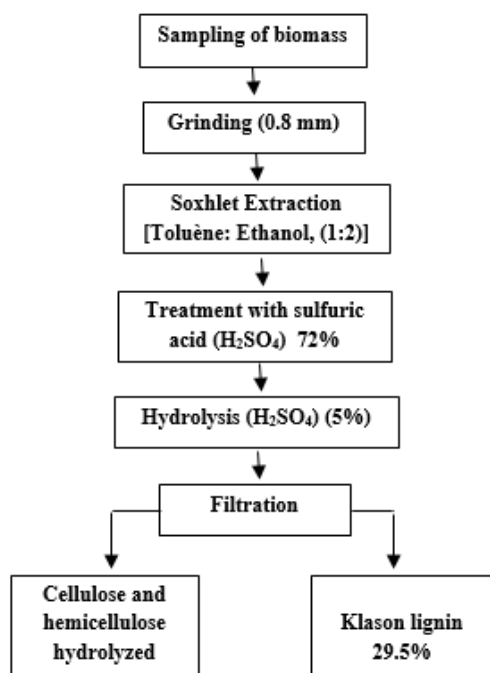 Sampling of biomass
Grinding (0.8 mm)
Soxhlet Extraction
[Toluène: Ethanol, (1:2)]
Treatment with sulfuric
acid (H₂SO₄) 72%
Hydrolysis (H₂SO₄) (5%)
Filtration
Cellulose and
hemicellulose
hydrolyzed
Klason lignin
29.5%